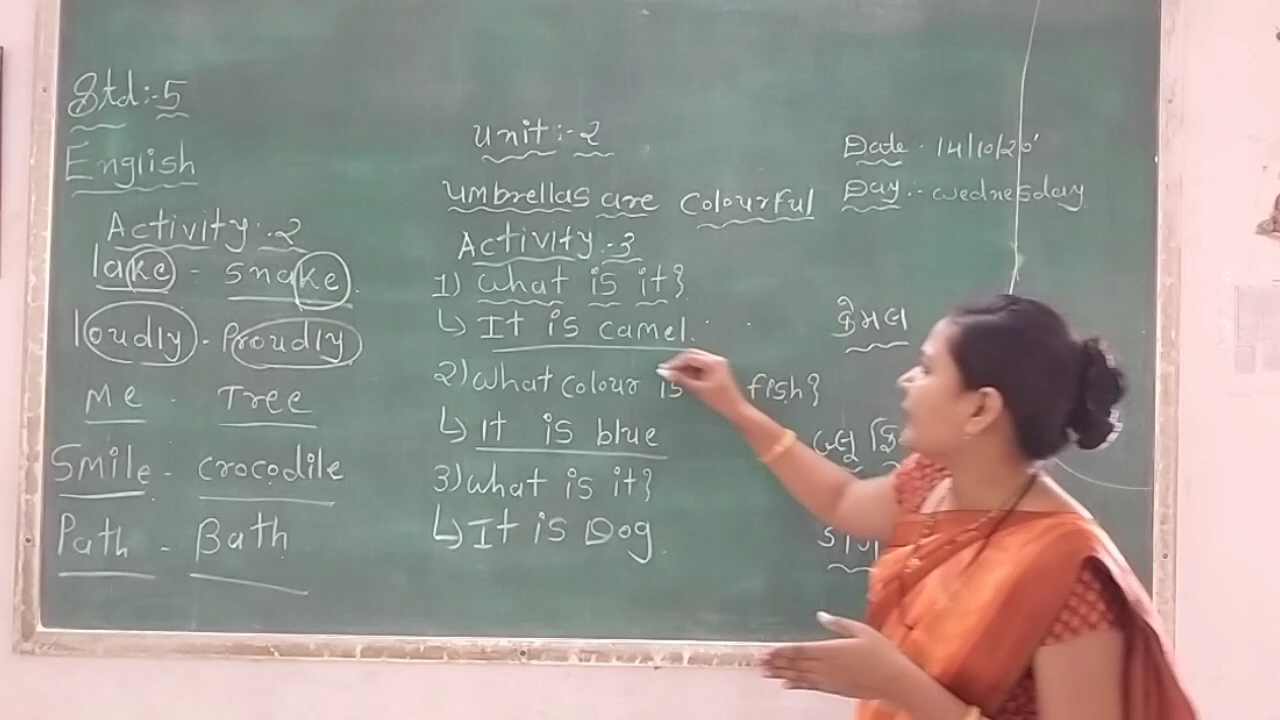 Std:-5
English
Activity:-2
lake - snake.
loudly - Proudly
Me - Tree
Smile - crocodile
Path - Bath
Unit:-2
Umbrellas are Colourful
Activity:-3
1) What is it?
↳ It is camel.
2) What colour is fish?
↳ It is blue
3) What is it?
↳ It is Dog
Date - 14/10/20'
Day:- Wednesday
કેમલ
બ્લુ